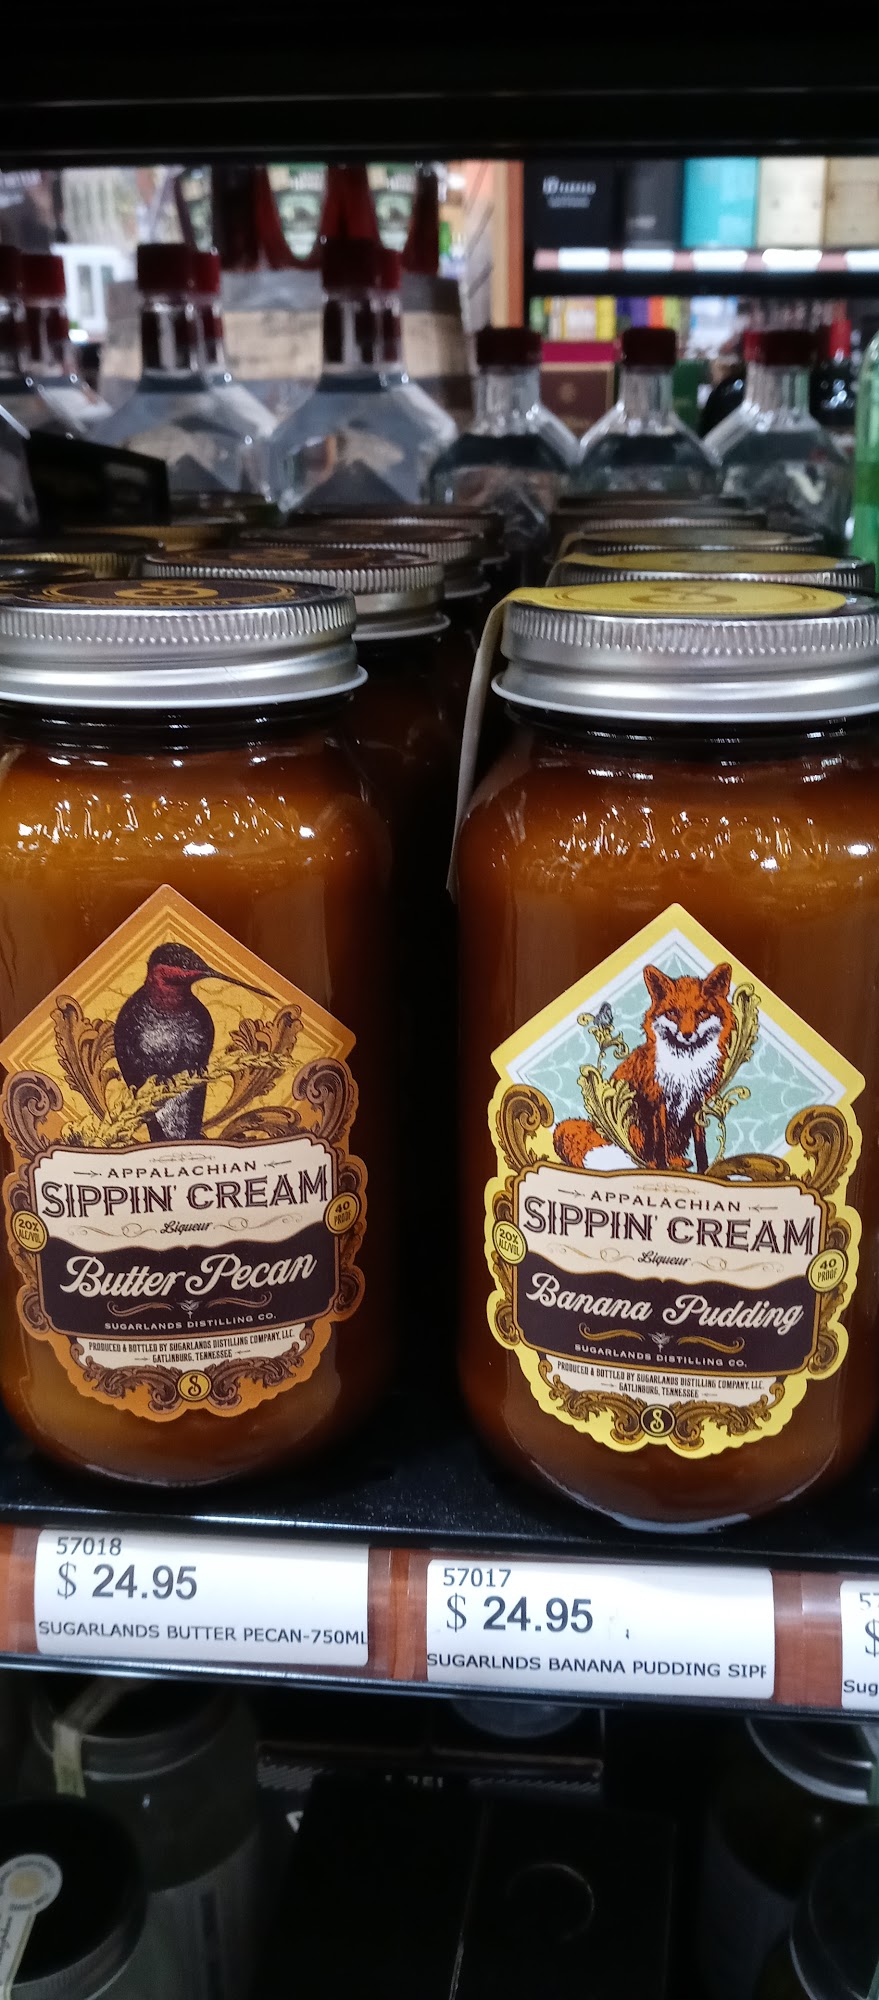 MASON
APPALACHIAN
SIPPIN' CREAM
Liqueur
20%
ALC/VOL
40
PROOF
Butter Pecan
SUGARLANDS DISTILLING CO.
PRODUCED & BOTTLED BY SUGARLANDS DISTILLING COMPANY, LLC.
GATLINBURG, TENNESSEE
S
APPALACHIAN
SIPPIN' CREAM
Liqueur
20%
ALC/VOL
40
PROOF
Banana Pudding
SUGARLANDS DISTILLING CO.
PRODUCED & BOTTLED BY SUGARLANDS DISTILLING COMPANY, LLC.
GATLINBURG, TENNESSEE
S
57018
$ 24.95
SUGARLANDS BUTTER PECAN-750ML
57017
$ 24.95
SUGARLNDS BANANA PUDDING SIPP
57
$
Sug